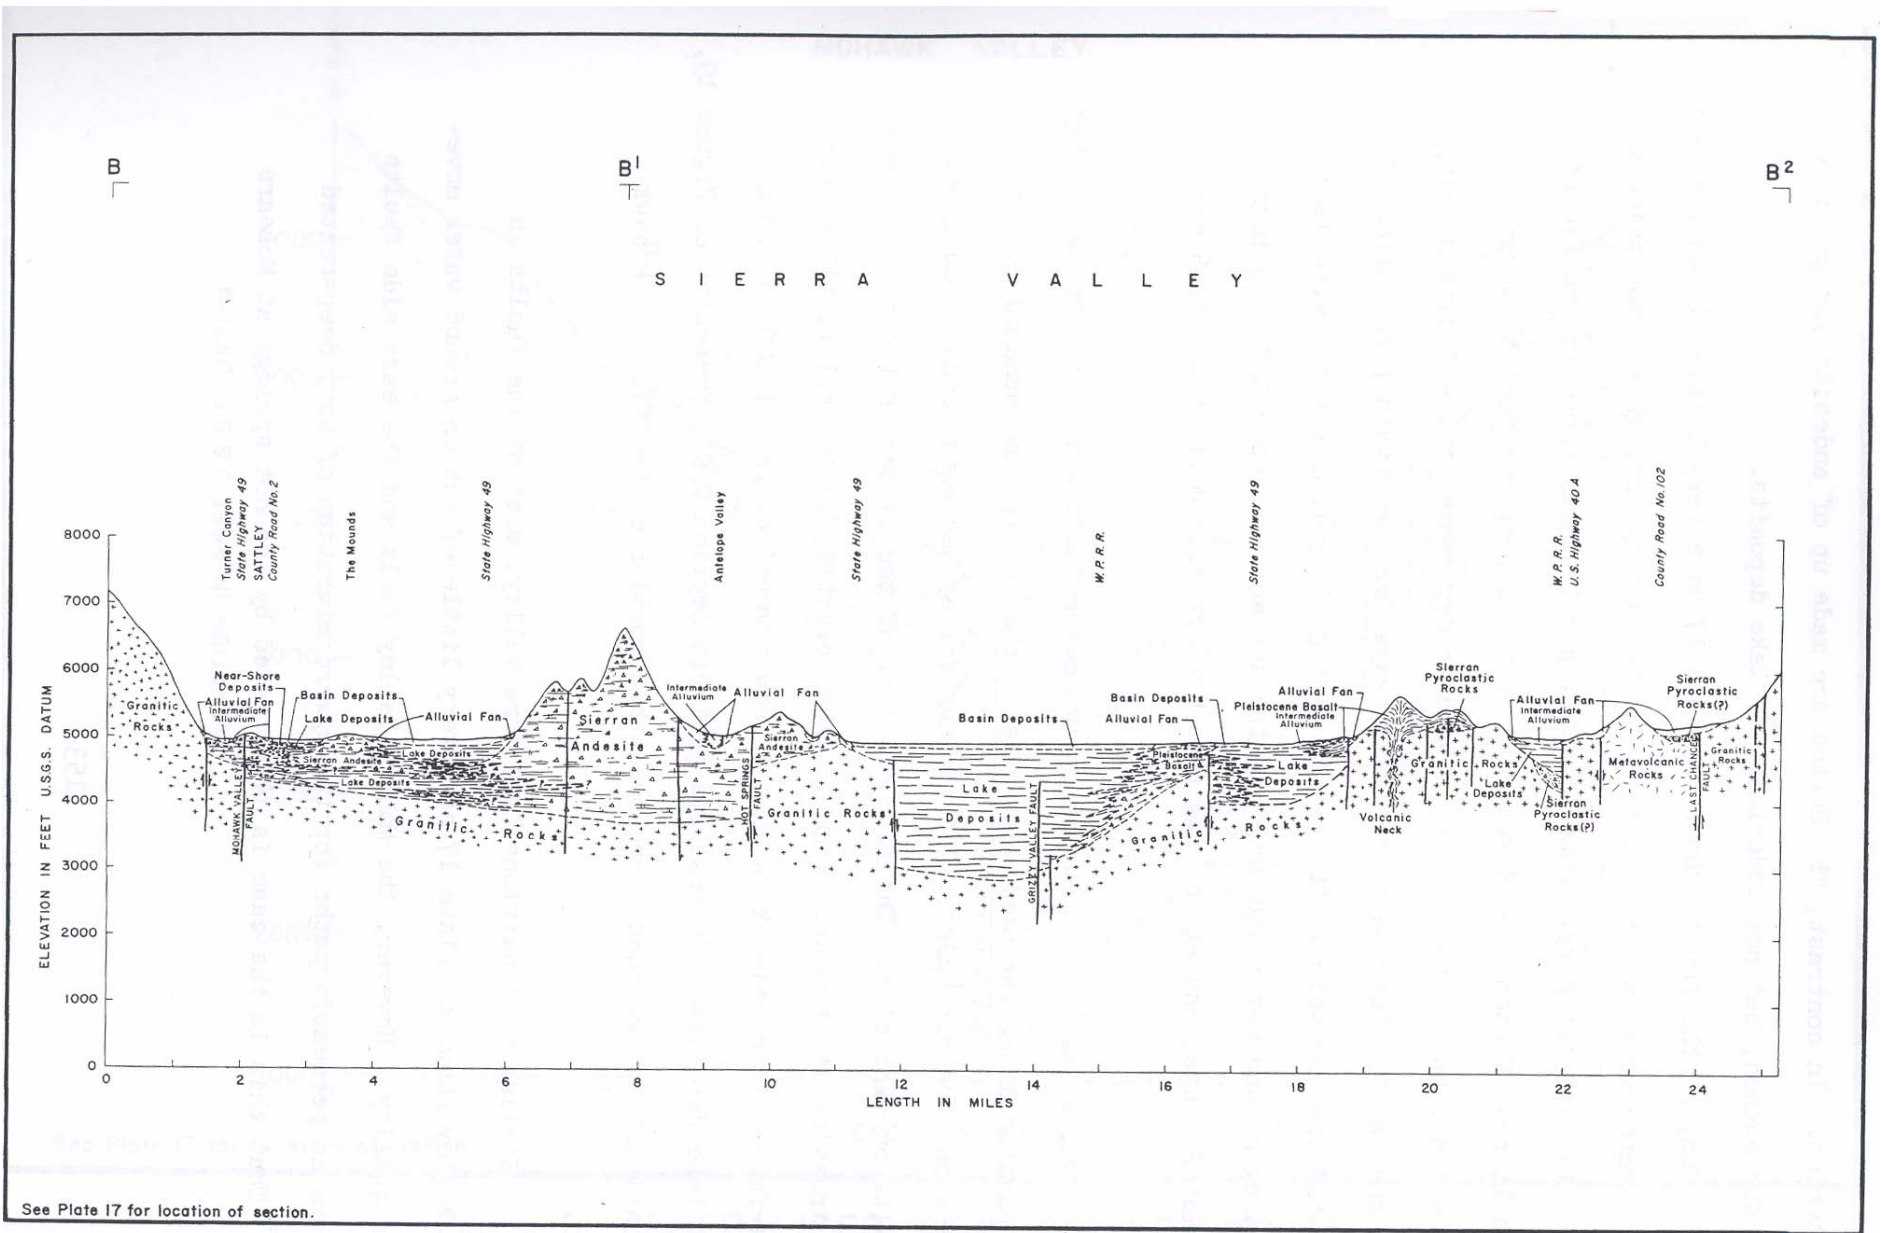 MOHAWK VALLEY
B
B1
B2
SIERRA VALLEY
Turner Canyon
State Highway 49
SATTLEY
County Road No. 2
The Mounds
State Highway 49
Antelope Valley
State Highway 49
W. P. R. R.
State Highway 49
W. P. R. R.
U. S. Highway 40 A
County Road No. 102
ELEVATION IN FEET U.S.G.S. DATUM
8000
7000
6000
5000
4000
3000
2000
1000
0
Granitic
Rocks
Near-Shore
Deposits
Alluvial Fan
Intermediate
Alluvium
Basin Deposits
Lake Deposits
Alluvial Fan
Lake Deposits
Sierran Andesite
Lake Deposits
MOHAWK VALLEY
FAULT
Granitic Rocks
Sierran
Andesite
Intermediate
Alluvium
Alluvial Fan
Sierran
Andesite
HOT SPRINGS
FAULT
Granitic Rocks
Basin Deposits
Lake
Deposits
GRIZZLY VALLEY FAULT
Basin Deposits
Alluvial Fan
Pleistocene
Basalt
Granitic Rocks
Alluvial Fan
Pleistocene Basalt
Intermediate
Alluvium
Lake
Deposits
Volcanic
Neck
Sierran
Pyroclastic
Rocks
Granitic Rocks
Lake
Deposits
Alluvial Fan
Intermediate
Alluvium
Sierran
Pyroclastic
Rocks(?)
Metavolcanic
Rocks
Sierran
Pyroclastic
Rocks(?)
LAST CHANCE
FAULT
Granitic
Rocks
0 2 4 6 8 10 12 14 16 18 20 22 24
LENGTH IN MILES
See Plate 17 for location of section.